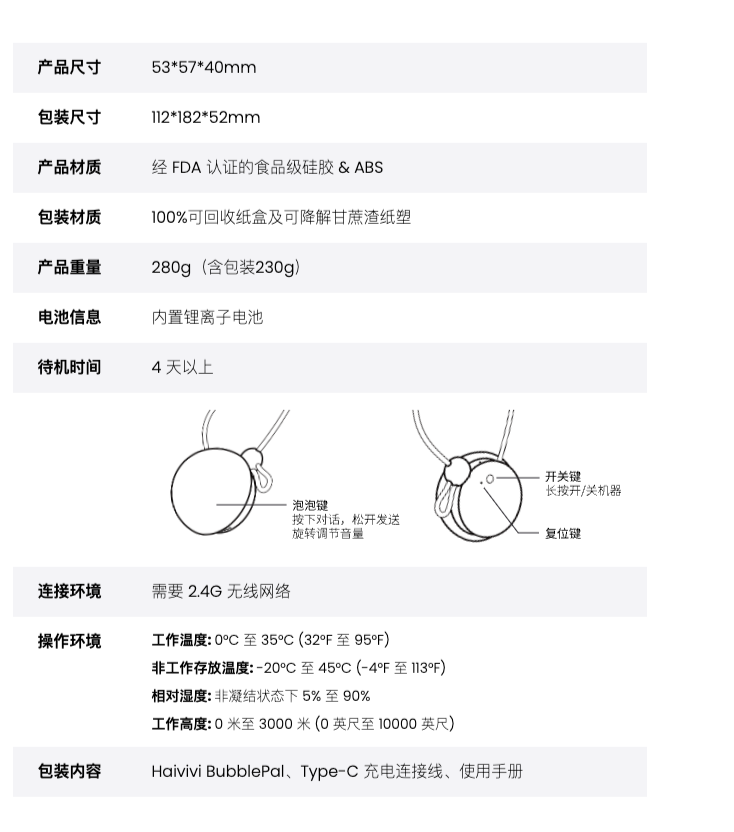 产品尺寸 53*57*40mm
包装尺寸 112*182*52mm
产品材质 经 FDA 认证的食品级硅胶 & ABS
包装材质 100%可回收纸盒及可降解甘蔗渣纸塑
产品重量 280g（含包装230g）
电池信息 内置锂离子电池
待机时间 4 天以上
泡泡键
按下对话，松开发送
旋转调节音量
开关键
长按开/关机器
复位键
连接环境 需要 2.4G 无线网络
操作环境 工作温度: 0°C 至 35°C (32°F 至 95°F)
非工作存放温度: -20°C 至 45°C (-4°F 至 113°F)
相对湿度: 非凝结状态下 5% 至 90%
工作高度: 0 米至 3000 米 (0 英尺至 10000 英尺)
包装内容 Haivivi BubblePal、Type-C 充电连接线、使用手册